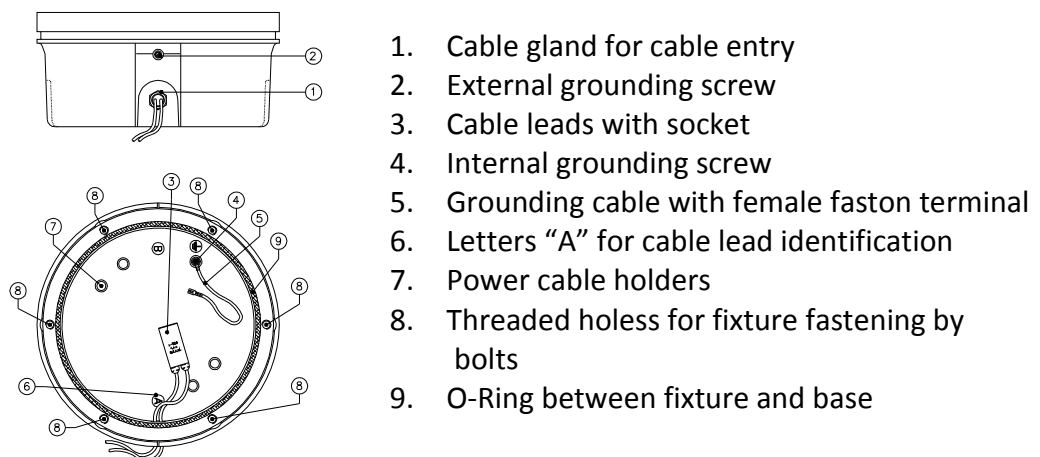 2
1
1. Cable gland for cable entry
2. External grounding screw
3. Cable leads with socket
4. Internal grounding screw
5. Grounding cable with female faston terminal
6. Letters “A” for cable lead identification
7. Power cable holders
8. Threaded holess for fixture fastening by
bolts
9. O-Ring between fixture and base
3
8
8
4
7
5
9
B
8
8
6
A
8
8